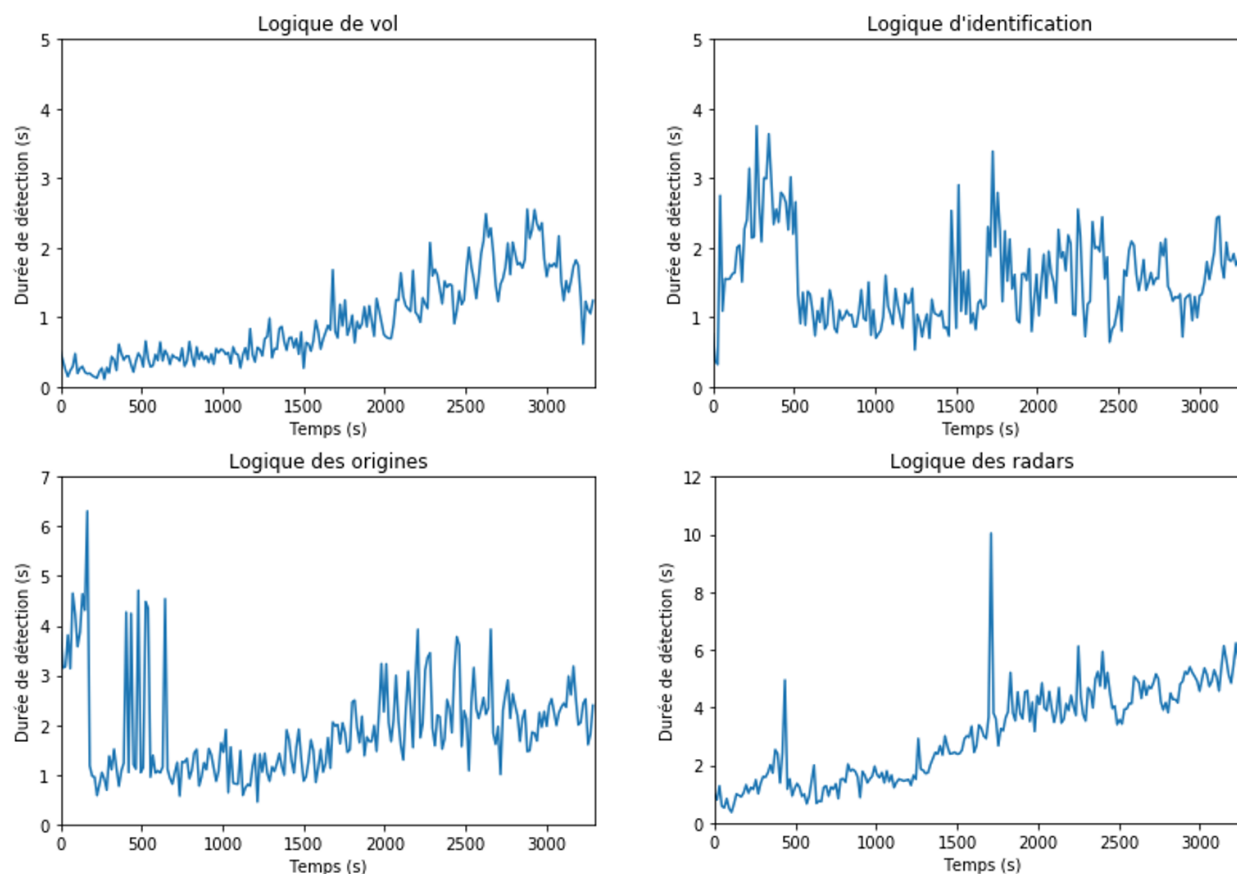 Logique de vol
5
4
3
2
1
0
Durée de détection (s)
0 500 1000 1500 2000 2500 3000
Temps (s)
Logique d'identification
5
4
3
2
1
0
Durée de détection (s)
0 500 1000 1500 2000 2500 3000
Temps (s)
Logique des origines
7
6
5
4
3
2
1
0
Durée de détection (s)
0 500 1000 1500 2000 2500 3000
Temps (s)
Logique des radars
12
10
8
6
4
2
0
Durée de détection (s)
0 500 1000 1500 2000 2500 3000
Temps (s)